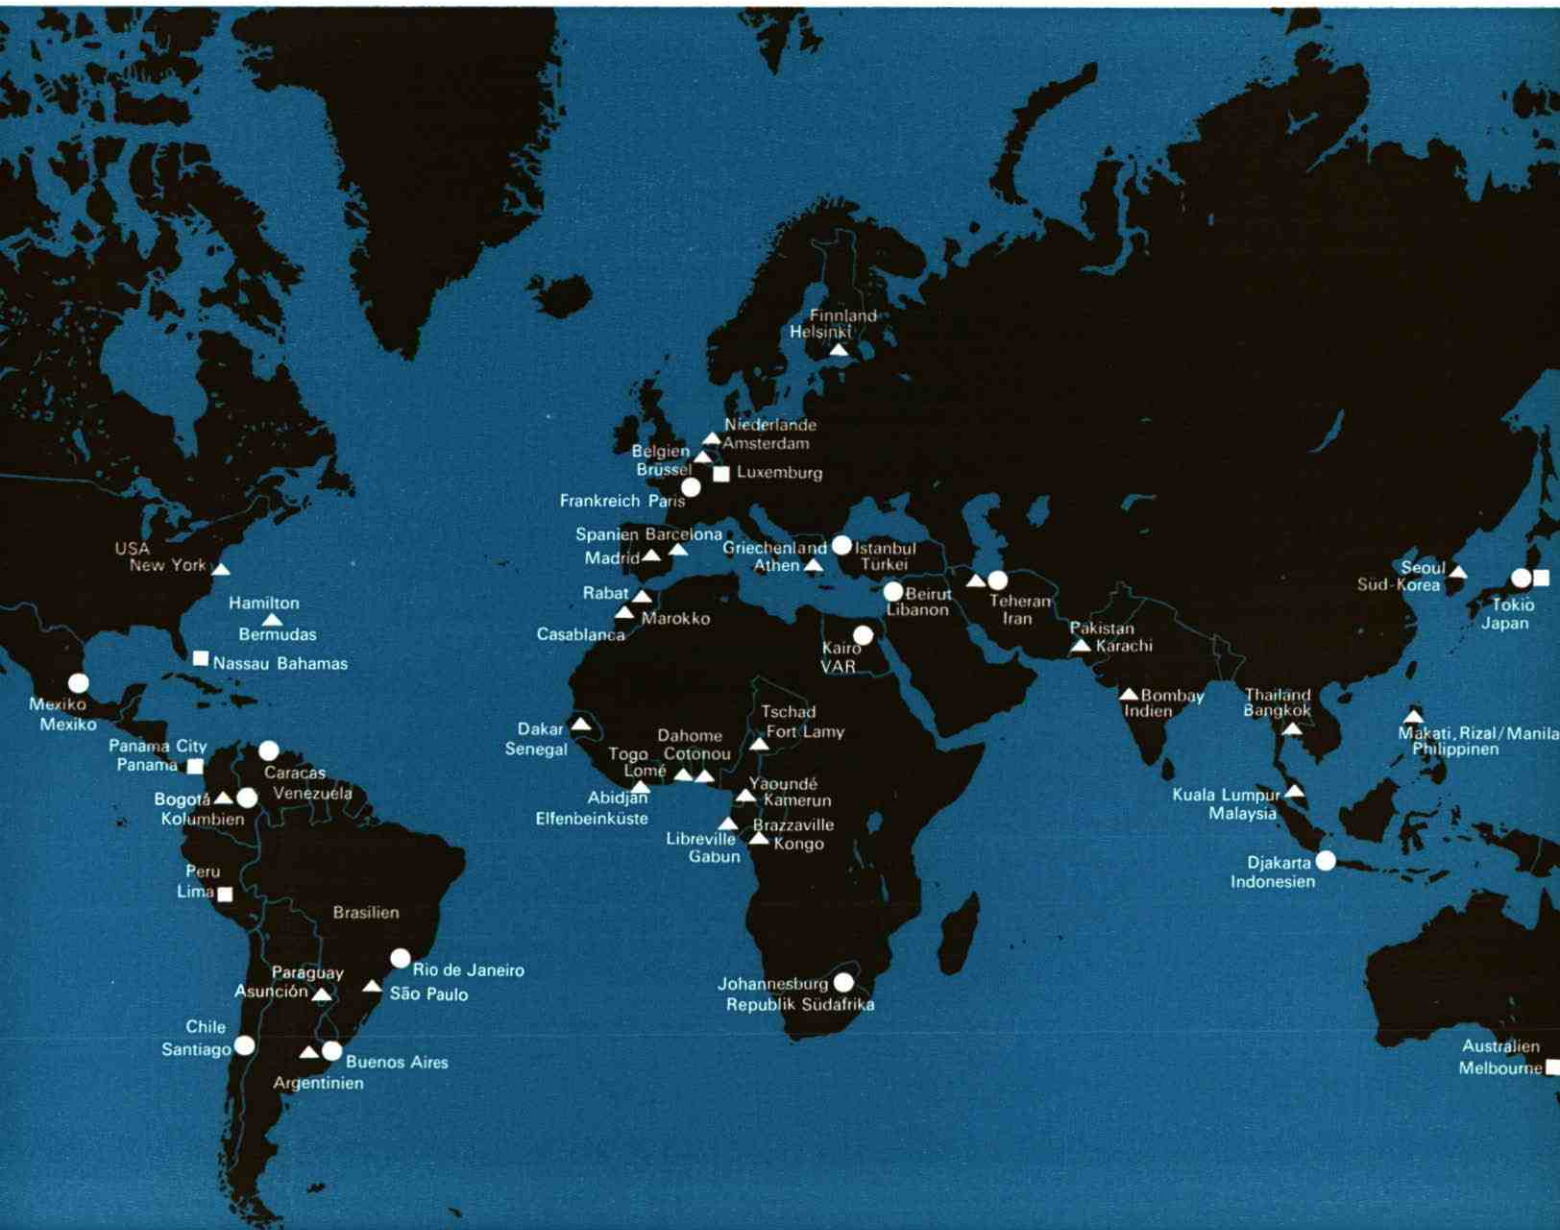 Finnland
Helsinki
Niederlande
Amsterdam
Belgien
Brüssel
Luxemburg
Frankreich Paris
Spanien Barcelona
Madrid
Griechenland
Athen
Istanbul
Türkei
USA
New York
Hamilton
Bermudas
Nassau Bahamas
Rabat
Marokko
Casablanca
Beirut
Libanon
Teheran
Iran
Kairo
VAR
Pakistan
Karachi
Seoul
Süd-Korea
Tokio
Japan
Mexiko
Mexiko
Bombay
Indien
Thailand
Bangkok
Makati, Rizal/Manila
Philippinen
Panama City
Panama
Caracas
Venezuela
Bogotá
Kolumbien
Dakar
Senegal
Togo
Lomé
Dahome
Cotonou
Tschad
Fort Lamy
Abidjan
Elfenbeinküste
Yaoundé
Kamerun
Libreville
Gabun
Brazzaville
Kongo
Kuala Lumpur
Malaysia
Djakarta
Indonesien
Peru
Lima
Brasilien
Rio de Janeiro
São Paulo
Paraguay
Asunción
Johannesburg
Republik Südafrika
Chile
Santiago
Buenos Aires
Argentinien
Australien
Melbourne